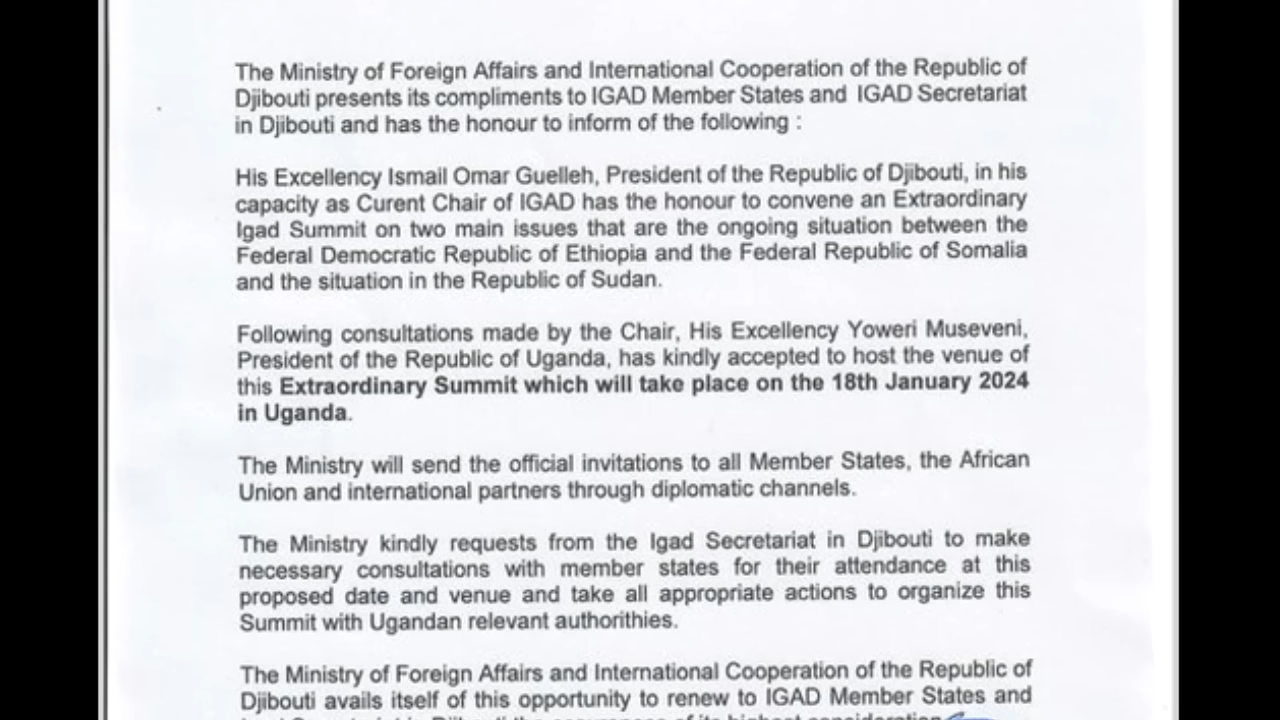 The Ministry of Foreign Affairs and International Cooperation of the Republic of
Djibouti presents its compliments to IGAD Member States and IGAD Secretariat
in Djibouti and has the honour to inform of the following :
His Excellency Ismail Omar Guelleh, President of the Republic of Djibouti, in his
capacity as Curent Chair of IGAD has the honour to convene an Extraordinary
Igad Summit on two main issues that are the ongoing situation between the
Federal Democratic Republic of Ethiopia and the Federal Republic of Somalia
and the situation in the Republic of Sudan.
Following consultations made by the Chair, His Excellency Yoweri Museveni,
President of the Republic of Uganda, has kindly accepted to host the venue of
this Extraordinary Summit which will take place on the 18th January 2024
in Uganda.
The Ministry will send the official invitations to all Member States, the African
Union and international partners through diplomatic channels.
The Ministry kindly requests from the Igad Secretariat in Djibouti to make
necessary consultations with member states for their attendance at this
proposed date and venue and take all appropriate actions to organize this
Summit with Ugandan relevant authorithies.
The Ministry of Foreign Affairs and International Cooperation of the Republic of
Djibouti avails itself of this opportunity to renew to IGAD Member States and